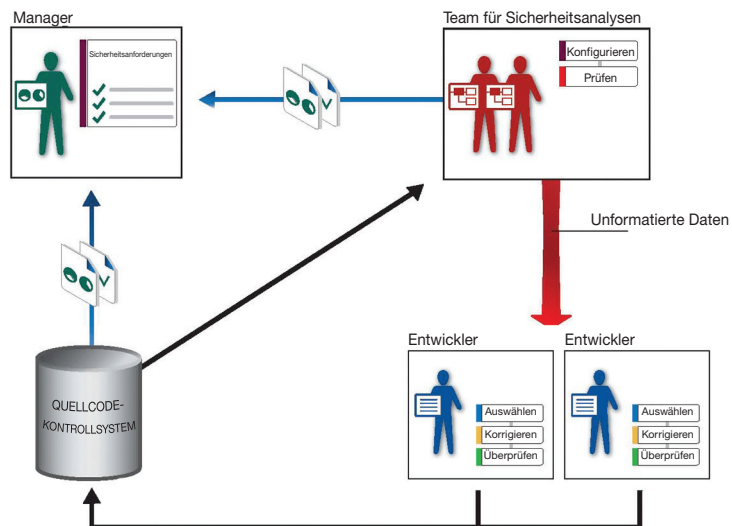 Manager
Sicherheitsanforderungen
Team für Sicherheitsanalysen
Konfigurieren
Prüfen
Unformatierte Daten
QUELLCODE-
KONTROLLSYSTEM
Entwickler
Auswählen
Korrigieren
Überprüfen
Entwickler
Auswählen
Korrigieren
Überprüfen